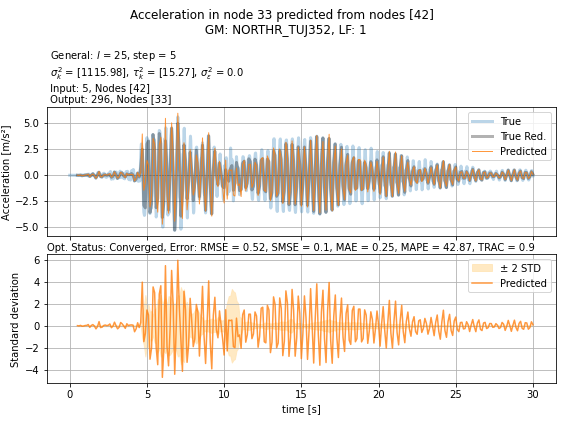 Acceleration in node 33 predicted from nodes [42]
GM: NORTHR_TUJ352, LF: 1
General: l = 25, step = 5
σ²ₖ = [1115.98], τ²ₖ = [15.27], σ²ε = 0.0
Input: 5, Nodes [42]
Output: 296, Nodes [33]
Acceleration [m/s²]
5.0
2.5
0.0
−2.5
−5.0
True
True Red.
Predicted
Opt. Status: Converged, Error: RMSE = 0.52, SMSE = 0.1, MAE = 0.25, MAPE = 42.87, TRAC = 0.9
Standard deviation
6
4
2
0
−2
−4
± 2 STD
Predicted
0 5 10 15 20 25 30
time [s]